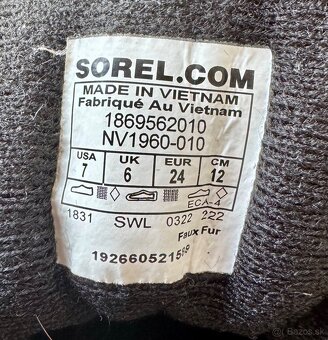 SOREL.COM
MADE IN VIETNAM
Fabriqué Au Vietnam
1869562010
NV1960-010
USA UK EUR CM
7 6 24 12
ECA-4
1831 SWL 0322 222
Faux Fur
Bazos.sk